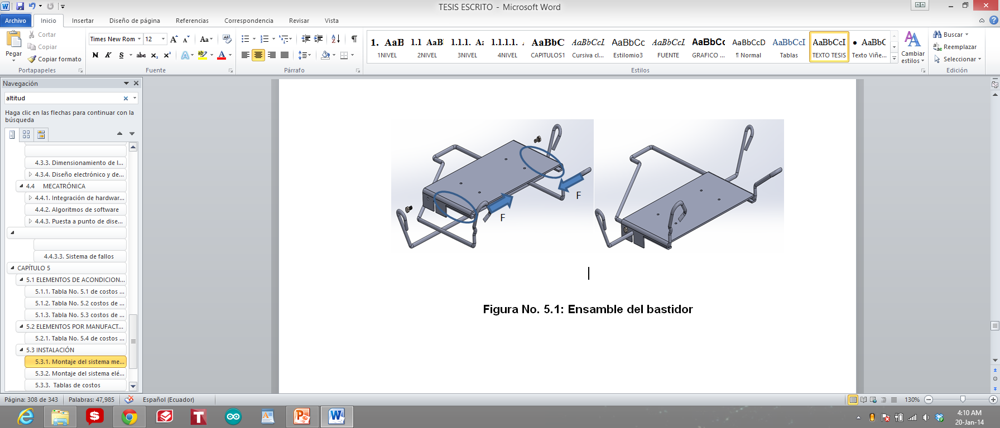 TESIS ESCRITO - Microsoft Word
Archivo Inicio Insertar Diseño de página Referencias Correspondencia Revisar Vista
Pegar
Cortar
Copiar
Copiar formato
Portapapeles
Times New Rom 12
Fuente
Párrafo
1. AaB 1.1 AaB 1.1.1. Aa 1.1.1.1. AaBbC AaBbCcI AaBbCc AaBbCcL AaBbCc AaBbCcD AaBbCcI AaBbCcI • AaBbC
1NIVEL 2NIVEL 3NIVEL 4NIVEL CAPITULOS1 Cursiva cl... Estilomio3 FUENTE GRAFICO ... ¶ Normal Tablas TEXTO TESIS Texto Viñe...
Estilos
Cambiar estilos
Buscar
Reemplazar
Seleccionar
Edición
Navegación
altitud
Haga clic en las flechas para continuar con la
búsqueda
4.3.3. Dimensionamiento de l...
4.3.4. Diseño electrónico y de...
4.4 MECATRÓNICA
4.4.1. Integración de hardwar...
4.4.2. Algoritmos de software
4.4.3. Puesta a punto de dise...
4.4.3.3. Sistema de fallos
CAPÍTULO 5
5.1 ELEMENTOS DE ACONDICION...
5.1.1. Tabla No. 5.1 de costos ...
5.1.2. Tabla No. 5.2 costos de ...
5.1.3. Tabla No. 5.3 costos de ...
5.2 ELEMENTOS POR MANUFACT...
5.2.1. Tabla No. 5.4 de costos ...
5.3 INSTALACIÓN
5.3.1. Montaje del sistema me...
5.3.2. Montaje del sistema elé...
5.3.3. Tablas de costos
F
F
Figura No. 5.1: Ensamble del bastidor
Página: 308 de 343 Palabras: 47,985 Español (Ecuador) 130%
4:10 AM
20-Jan-14